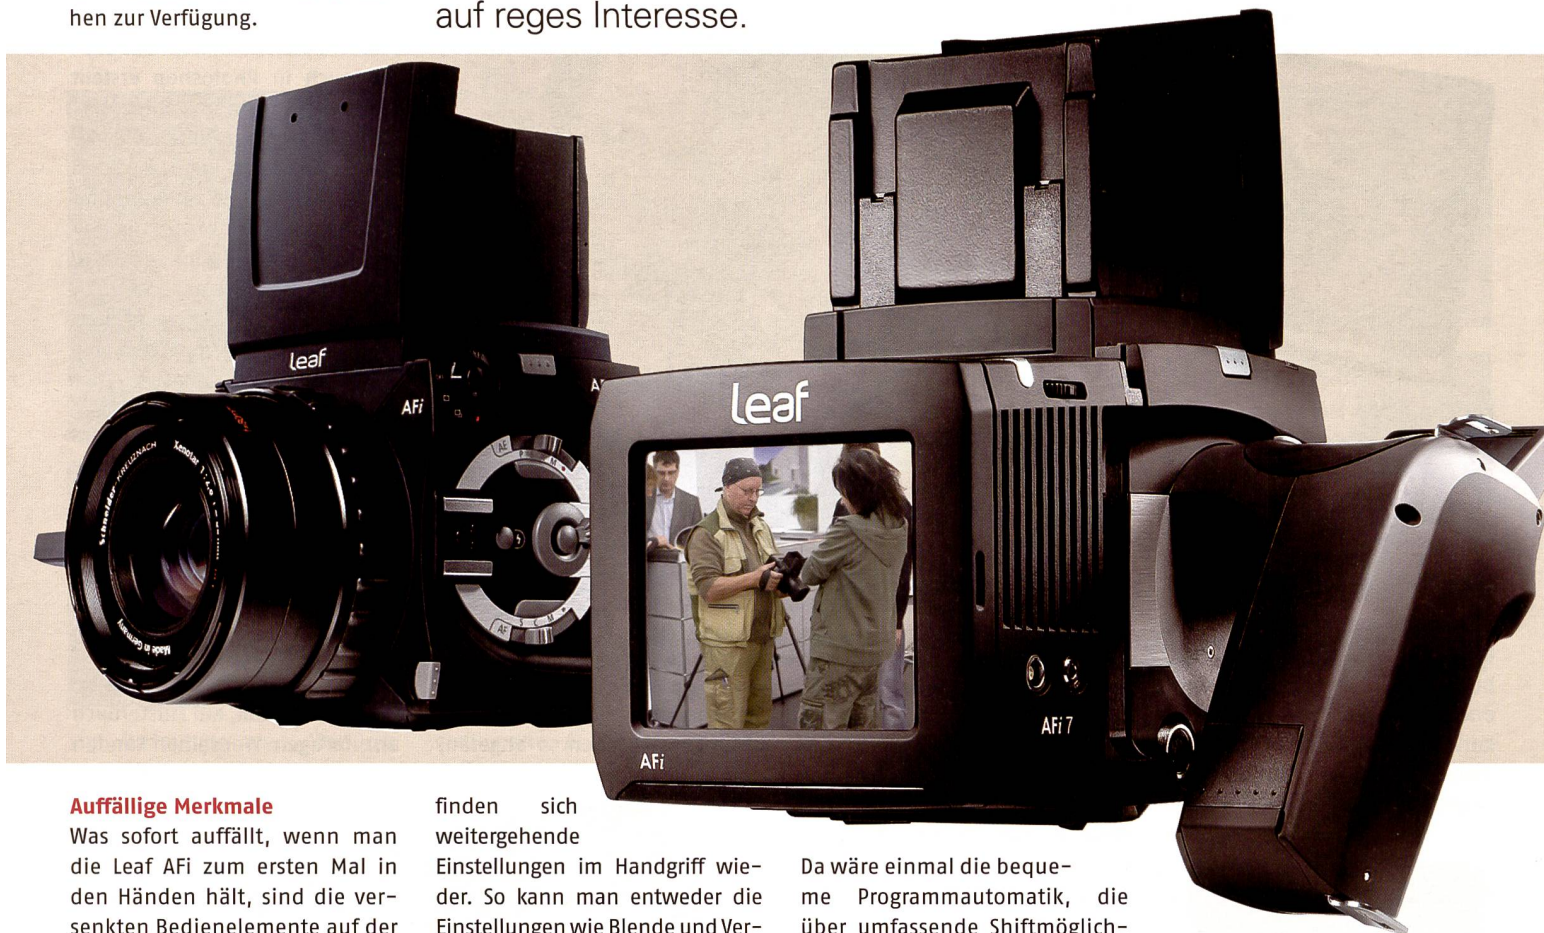 hen zur Verfügung.
auf reges Interesse.
leaf
AFi
AE
P
M
AF
S C M
Schneider-KREUZNACH
Xenotar
Made in Germany
leaf
AFi
AFi 7
Auffällige Merkmale
Was sofort auffällt, wenn man
die Leaf AFi zum ersten Mal in
den Händen hält, sind die ver-
senkten Bedienelemente auf der
finden sich
weitergehende
Einstellungen im Handgriff wie-
der. So kann man entweder die
Einstellungen wie Blende und Ver-
Da wäre einmal die beque-
me Programmautomatik, die
über umfassende Shiftmöglich-